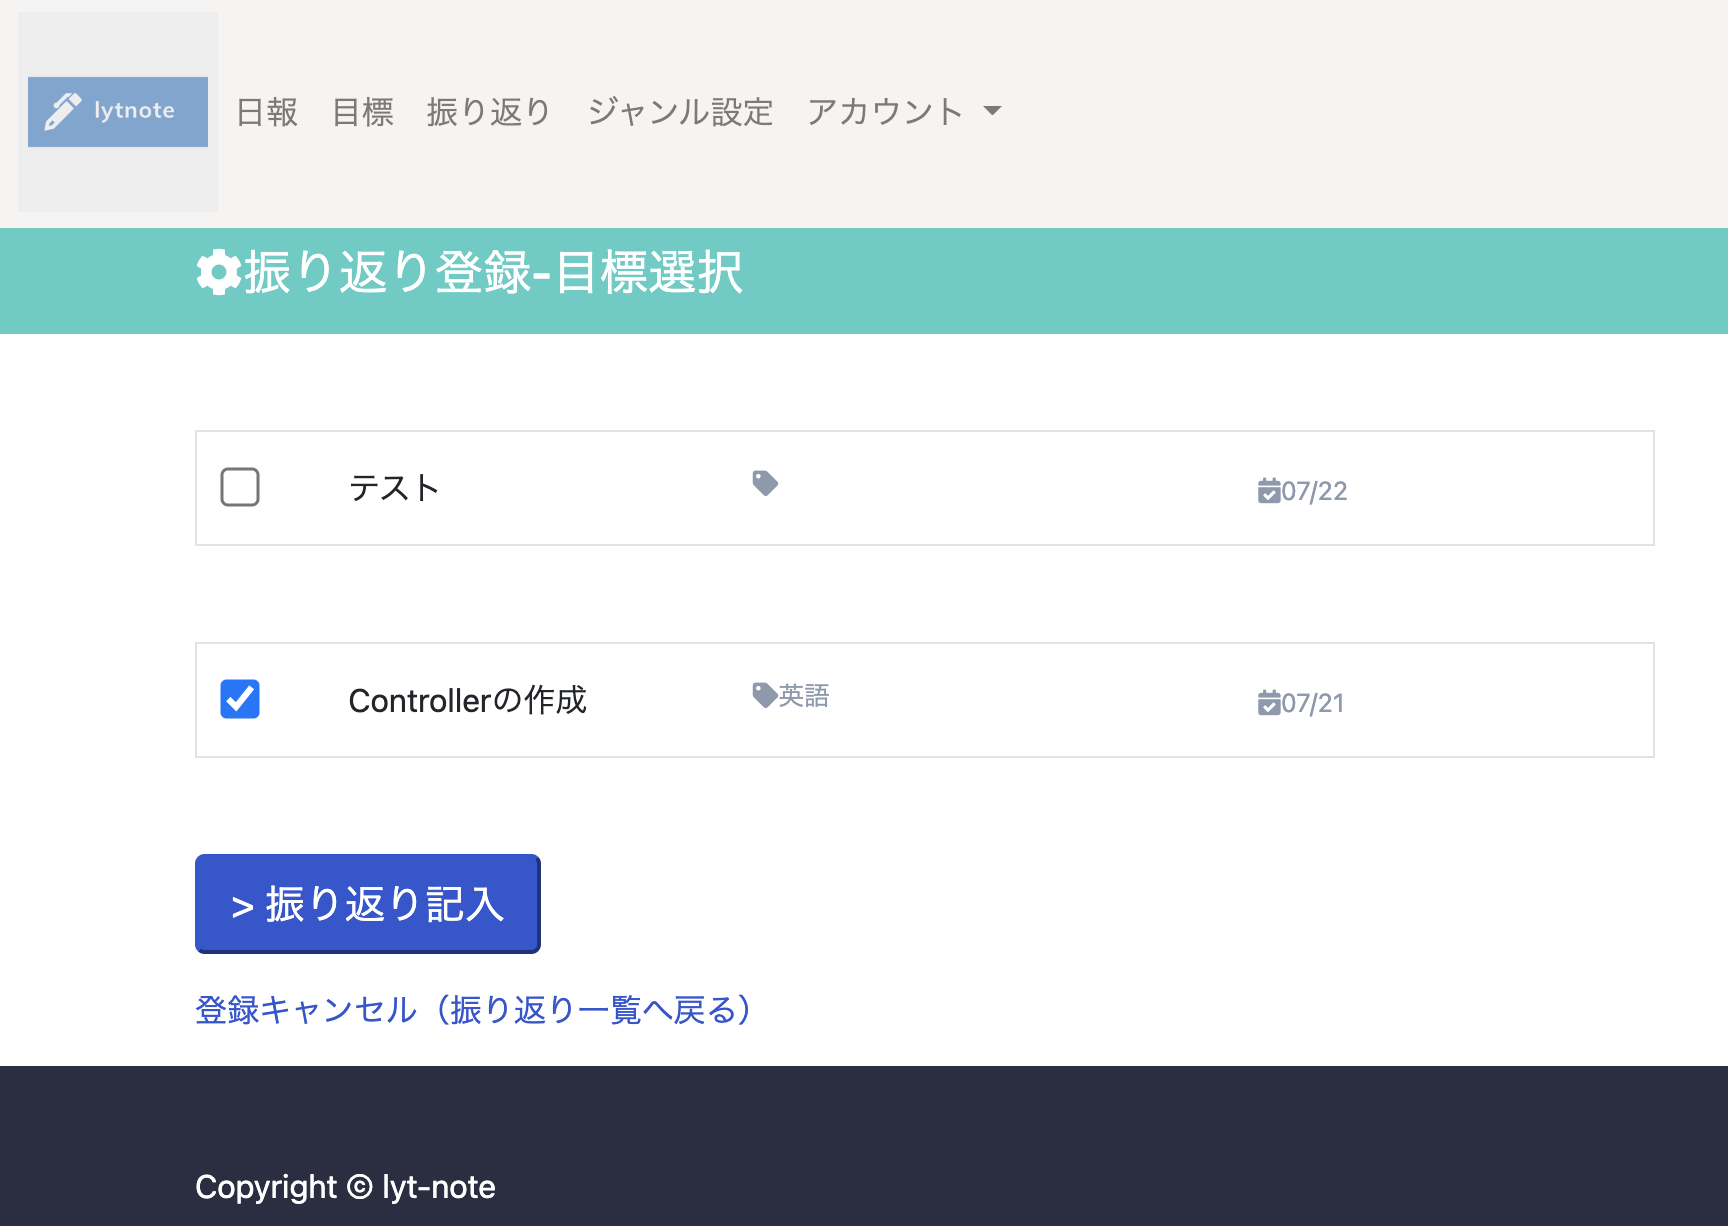 lytnote
日報 目標 振り返り ジャンル設定 アカウント
振り返り登録-目標選択
テスト 07/22
Controllerの作成 英語 07/21
> 振り返り記入
登録キャンセル（振り返り一覧へ戻る）
Copyright © lyt-note